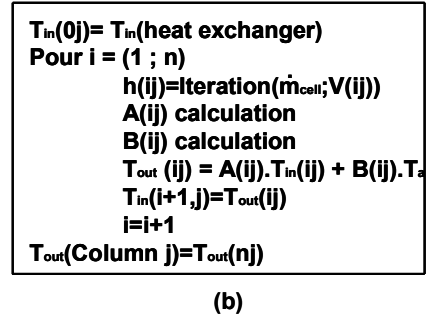 Tin(0j)= Tin(heat exchanger)
Pour i = (1 ; n)
h(ij)=Iteration(ṁcell;V(ij))
A(ij) calculation
B(ij) calculation
Tout (ij) = A(ij).Tin(ij) + B(ij).Ta
Tin(i+1,j)=Tout(ij)
i=i+1
Tout(Column j)=Tout(nj)
(b)